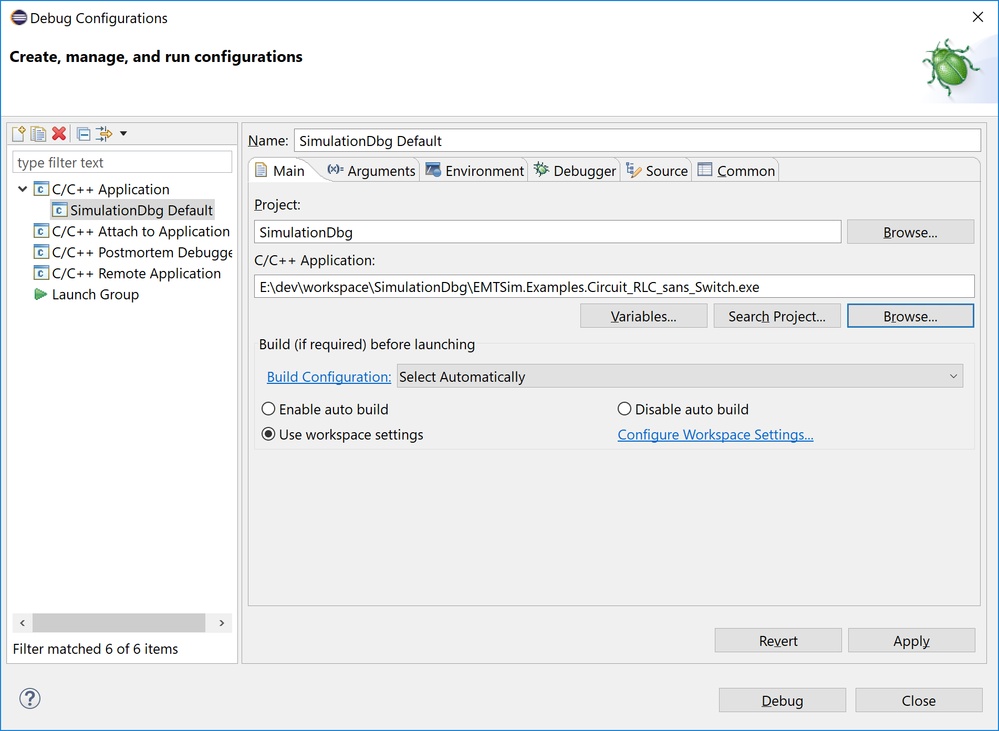 Debug Configurations
Create, manage, and run configurations
type filter text
C/C++ Application
SimulationDbg Default
C/C++ Attach to Application
C/C++ Postmortem Debugge
C/C++ Remote Application
Launch Group
Filter matched 6 of 6 items
Name: SimulationDbg Default
Main (x)= Arguments Environment Debugger Source Common
Project:
SimulationDbg Browse...
C/C++ Application:
E:\dev\workspace\SimulationDbg\EMTSim.Examples.Circuit_RLC_sans_Switch.exe
Variables... Search Project... Browse...
Build (if required) before launching
Build Configuration: Select Automatically
Enable auto build Disable auto build
Use workspace settings Configure Workspace Settings...
Revert Apply
Debug Close